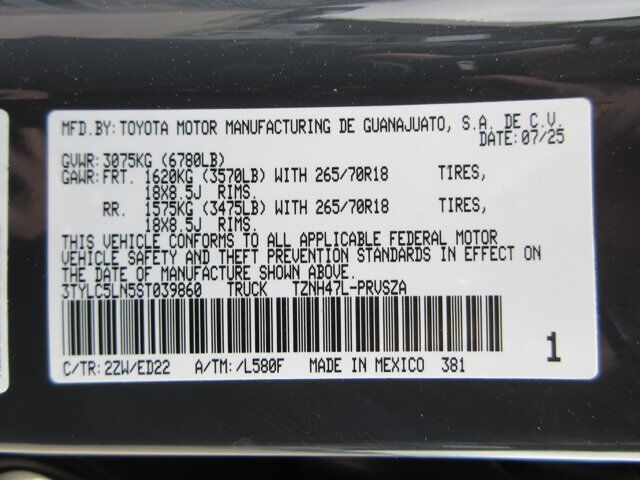 MFD.BY: TOYOTA MOTOR MANUFACTURING DE GUANAJUATO, S.A. DE C.V.
DATE: 07/25
GVWR: 3075KG (6780LB)
GAWR: FRT. 1620KG (3570LB) WITH 265/70R18 TIRES,
18X8.5J RIMS.
RR. 1575KG (3475LB) WITH 265/70R18 TIRES,
18X8.5J RIMS.
THIS VEHICLE CONFORMS TO ALL APPLICABLE FEDERAL MOTOR
VEHICLE SAFETY AND THEFT PREVENTION STANDARDS IN EFFECT ON
THE DATE OF MANUFACTURE SHOWN ABOVE.
3TYLC5LN5ST039860 TRUCK TZNH47L-PRVSZA
C/TR: 2ZW/ED22 A/TM: /L580F MADE IN MEXICO 381
1